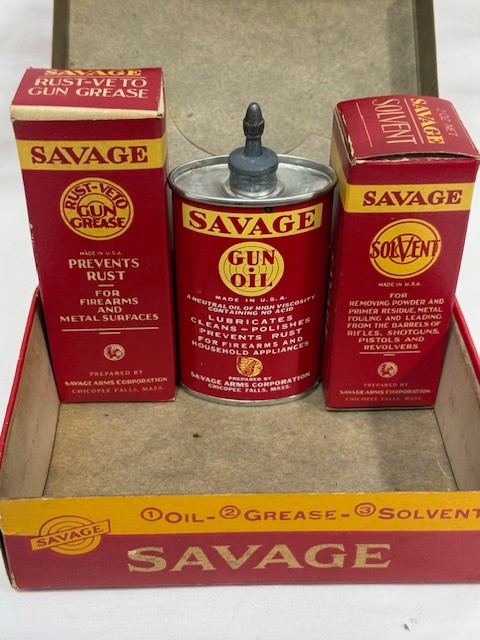 SAVAGE
RUST-VETO
GUN GREASE
SAVAGE
RUST-VETO
GUN
GREASE
MADE IN U.S.A.
PREVENTS
RUST
FOR
FIREARMS
AND
METAL SURFACES
PREPARED BY
SAVAGE ARMS CORPORATION
CHICOPEE FALLS, MASS.
SAVAGE
GUN
OIL
MADE IN U.S.A.
A NEUTRAL OIL OF HIGH VISCOSITY
CONTAINING NO ACID
LUBRICATES
CLEANS - POLISHES
PREVENTS RUST
FOR FIREARMS AND
HOUSEHOLD APPLIANCES
PREPARED BY
SAVAGE ARMS CORPORATION
CHICOPEE FALLS, MASS.
2 OZ. NET
SAVAGE
SOLVENT
SAVAGE
SOLVENT
MADE IN U.S.A.
FOR
REMOVING POWDER AND
PRIMER RESIDUE, METAL
FOULING AND LEADING
FROM THE BARRELS OF
RIFLES, SHOTGUNS,
PISTOLS AND
REVOLVERS
PREPARED BY
SAVAGE ARMS CORPORATION
CHICOPEE FALLS, MASS.
1 OIL - 2 GREASE - 3 SOLVENT
SAVAGE
SAVAGE